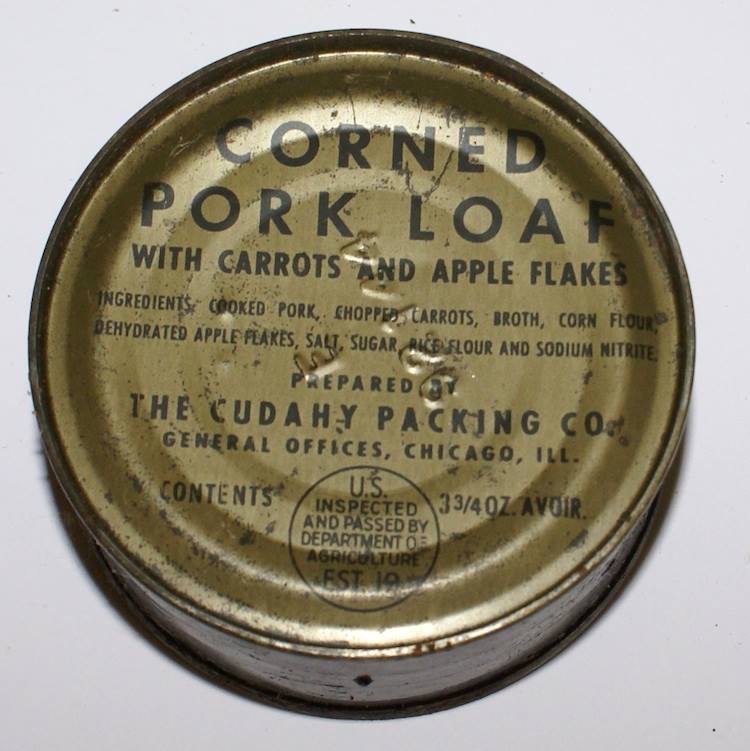 CORNED
PORK LOAF
WITH CARROTS AND APPLE FLAKES
INGREDIENTS, COOKED PORK, CHOPPED CARROTS, BROTH, CORN FLOUR,
DEHYDRATED APPLE FLAKES, SALT, SUGAR, RICE FLOUR AND SODIUM NITRITE.
PREPARED BY
THE CUDAHY PACKING CO.
GENERAL OFFICES, CHICAGO, ILL.
CONTENTS 3 3/4 OZ. AVOIR.
U.S.
INSPECTED
AND PASSED BY
DEPARTMENT OF
AGRICULTURE
EST. 19